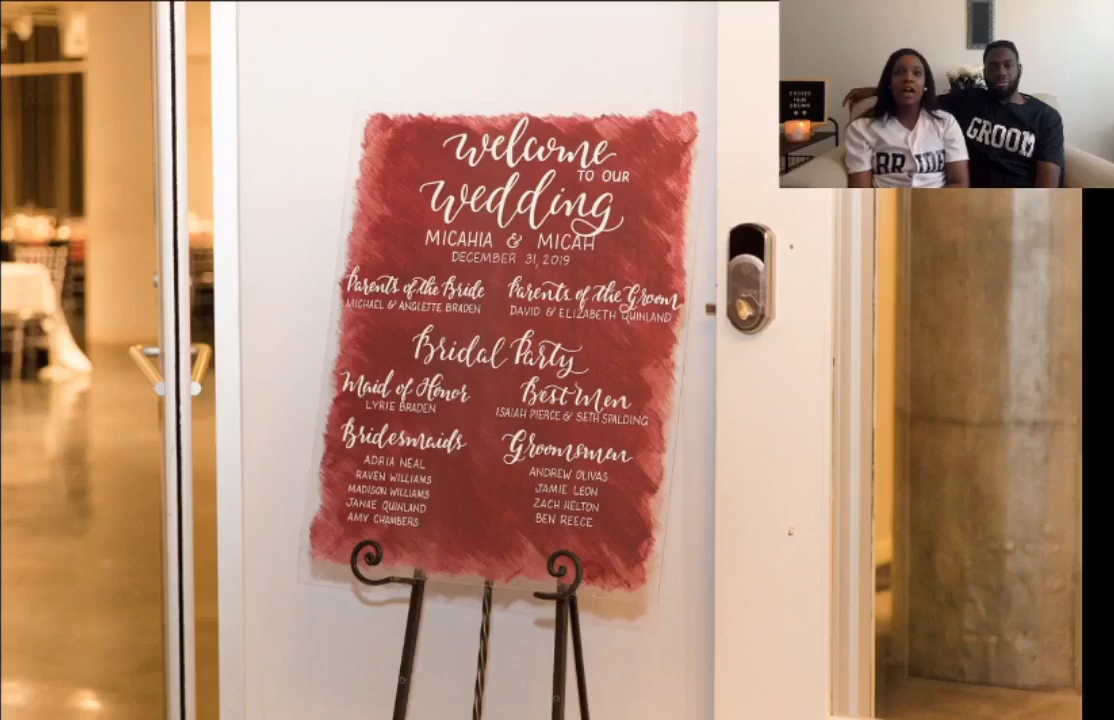 welcome
TO OUR
wedding
MICAHIA & MICAH
DECEMBER 31, 2019
Parents of the Bride
MICHAEL & ANGLETTE BRADEN
Parents of the Groom
DAVID & ELIZABETH QUINLAND
Bridal Party
Maid of Honor
LYRIE BRADEN
Best Men
ISAIAH PIERCE & SETH SPALDING
Bridesmaids
ADRIA NEAL
RAVEN WILLIAMS
MADISON WILLIAMS
JANAE QUINLAND
AMY CHAMBERS
Groomsmen
ANDREW OLIVAS
JAMIE LEON
ZACH HELTON
BEN REECE
BRIDE
GROOM